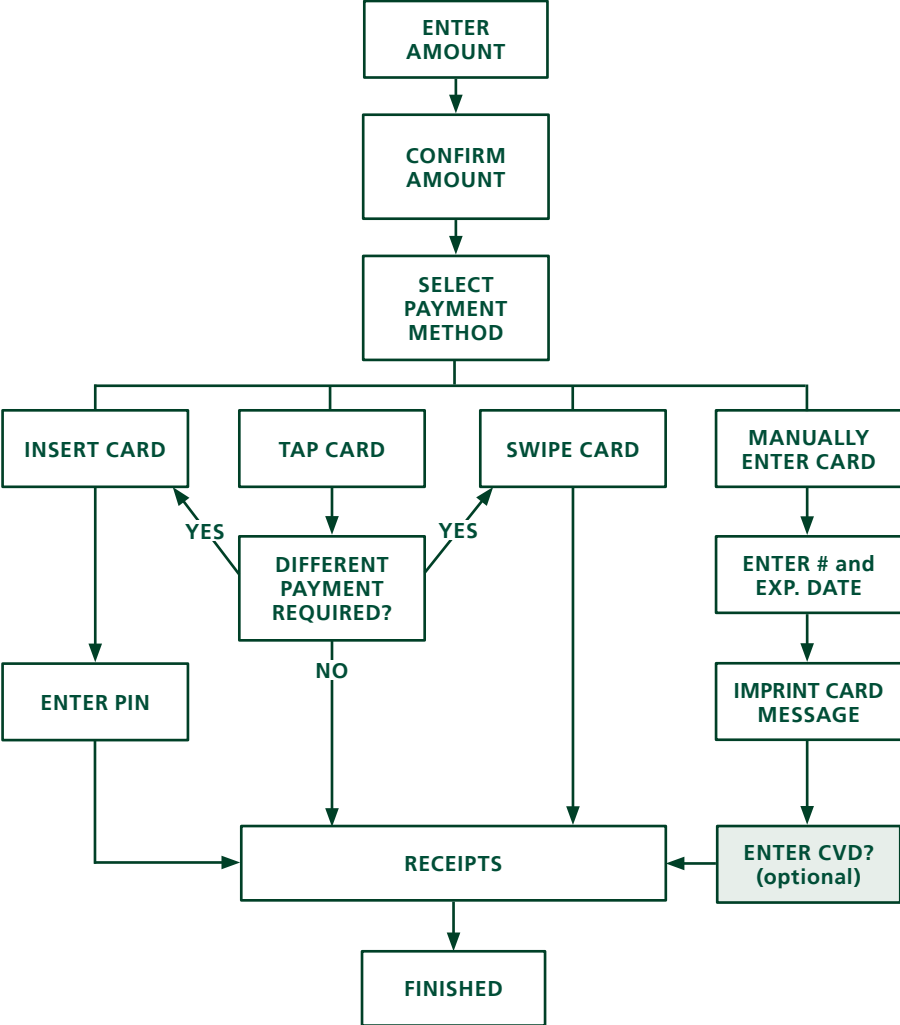 ENTER
AMOUNT
CONFIRM
AMOUNT
SELECT
PAYMENT
METHOD
INSERT CARD
TAP CARD
SWIPE CARD
MANUALLY
ENTER CARD
YES
YES
DIFFERENT
PAYMENT
REQUIRED?
ENTER # and
EXP. DATE
NO
ENTER PIN
IMPRINT CARD
MESSAGE
RECEIPTS
ENTER CVD?
(optional)
FINISHED